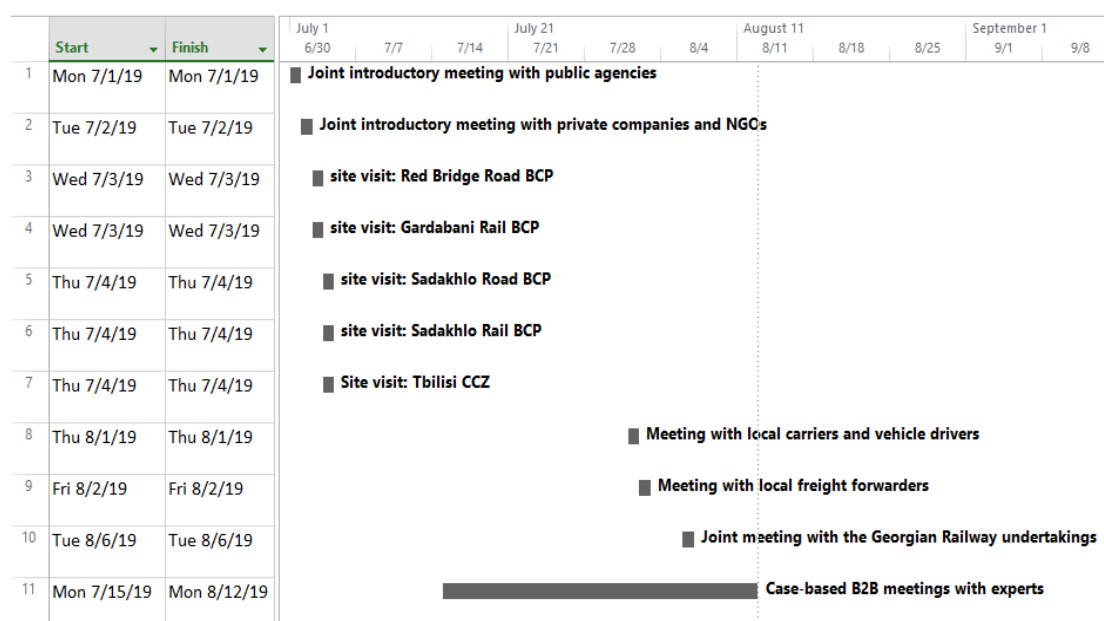 July 1 July 21 August 11 September 1
Start Finish 6/30 7/7 7/14 7/21 7/28 8/4 8/11 8/18 8/25 9/1 9/8
1 Mon 7/1/19 Mon 7/1/19 Joint introductory meeting with public agencies
2 Tue 7/2/19 Tue 7/2/19 Joint introductory meeting with private companies and NGOs
3 Wed 7/3/19 Wed 7/3/19 site visit: Red Bridge Road BCP
4 Wed 7/3/19 Wed 7/3/19 site visit: Gardabani Rail BCP
5 Thu 7/4/19 Thu 7/4/19 site visit: Sadakhlo Road BCP
6 Thu 7/4/19 Thu 7/4/19 site visit: Sadakhlo Rail BCP
7 Thu 7/4/19 Thu 7/4/19 Site visit: Tbilisi CCZ
8 Thu 8/1/19 Thu 8/1/19 Meeting with local carriers and vehicle drivers
9 Fri 8/2/19 Fri 8/2/19 Meeting with local freight forwarders
10 Tue 8/6/19 Tue 8/6/19 Joint meeting with the Georgian Railway undertakings
11 Mon 7/15/19 Mon 8/12/19 Case-based B2B meetings with experts